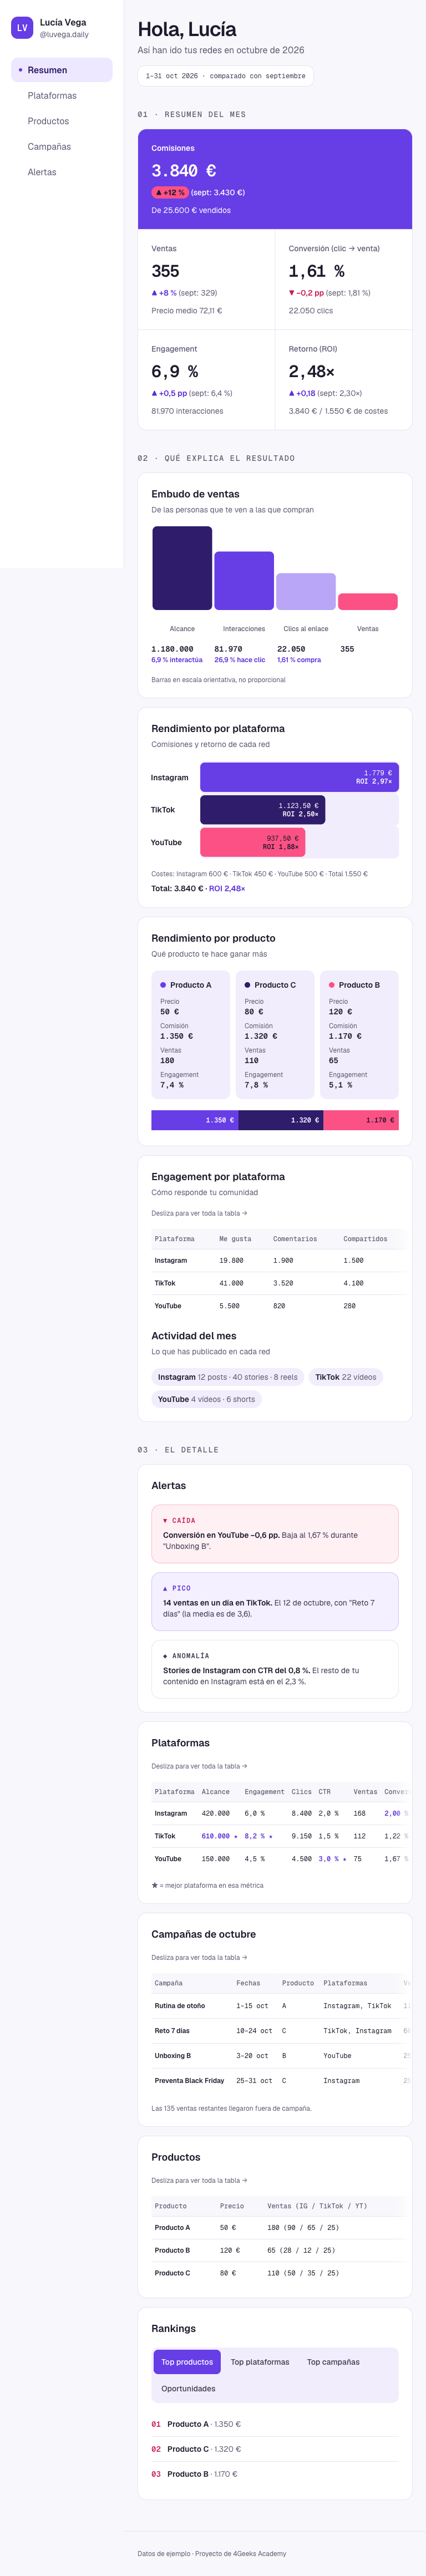 LV
Lucía Vega
@luvega.daily
Resumen
Plataformas
Productos
Campañas
Alertas
Hola, Lucía
Así han ido tus redes en octubre de 2026
1–31 oct 2026 · comparado con septiembre
01 · RESUMEN DEL MES
Comisiones
3.840 €
▲ +12 % (sept: 3.430 €)
De 25.600 € vendidos
Ventas
355
▲ +8 % (sept: 329)
Precio medio 72,11 €
Conversión (clic → venta)
1,61 %
▼ −0,2 pp (sept: 1,81 %)
22.050 clics
Engagement
6,9 %
▲ +0,5 pp (sept: 6,4 %)
81.970 interacciones
Retorno (ROI)
2,48×
▲ +0,18 (sept: 2,30×)
3.840 € / 1.550 € de costes
02 · QUÉ EXPLICA EL RESULTADO
Embudo de ventas
De las personas que te ven a las que compran
Alcance Interacciones Clics al enlace Ventas
1.180.000 81.970 22.050 355
6,9 % interactúa 26,9 % hace clic 1,61 % compra
Barras en escala orientativa, no proporcional
Rendimiento por plataforma
Comisiones y retorno de cada red
Instagram 1.779 €
ROI 2,97×
TikTok 1.123,50 €
ROI 2,50×
YouTube 937,50 €
ROI 1,88×
Costes: Instagram 600 € · TikTok 450 € · YouTube 500 € · Total 1.550 €
Total: 3.840 € · ROI 2,48×
Rendimiento por producto
Qué producto te hace ganar más
Producto A
Precio
50 €
Comisión
1.350 €
Ventas
180
Engagement
7,4 %
Producto C
Precio
80 €
Comisión
1.320 €
Ventas
110
Engagement
7,8 %
Producto B
Precio
120 €
Comisión
1.170 €
Ventas
65
Engagement
5,1 %
1.350 € 1.320 € 1.170 €
Engagement por plataforma
Cómo responde tu comunidad
Desliza para ver toda la tabla →
Plataforma Me gusta Comentarios Compartidos
Instagram 19.800 1.900 1.500
TikTok 41.000 3.520 4.100
YouTube 5.500 820 280
Actividad del mes
Lo que has publicado en cada red
Instagram 12 posts · 40 stories · 8 reels
TikTok 22 vídeos
YouTube 4 vídeos · 6 shorts
03 · EL DETALLE
Alertas
▼ CAÍDA
Conversión en YouTube −0,6 pp. Baja al 1,67 % durante
"Unboxing B".
▲ PICO
14 ventas en un día en TikTok. El 12 de octubre, con "Reto 7
días" (la media es de 3,6).
◆ ANOMALÍA
Stories de Instagram con CTR del 0,8 %. El resto de tu
contenido en Instagram está en el 2,3 %.
Plataformas
Desliza para ver toda la tabla →
Plataforma Alcance Engagement Clics CTR Ventas
Instagram 420.000 6,0 % 8.400 2,0 % 168 2,00 %
TikTok 610.000 ★ 8,2 % ★ 9.150 1,5 % 112 1,22 %
YouTube 150.000 4,5 % 4.500 3,0 % ★ 75 1,67 %
★ = mejor plataforma en esa métrica
Campañas de octubre
Desliza para ver toda la tabla →
Campaña Fechas Producto Plataformas
Rutina de otoño 1–15 oct A Instagram, TikTok
Reto 7 días 10–24 oct C TikTok, Instagram
Unboxing B 3–20 oct B YouTube
Preventa Black Friday 25–31 oct C Instagram
Las 135 ventas restantes llegaron fuera de campaña.
Productos
Desliza para ver toda la tabla →
Producto Precio Ventas (IG / TikTok / YT)
Producto A 50 € 180 (90 / 65 / 25)
Producto B 120 € 65 (28 / 12 / 25)
Producto C 80 € 110 (50 / 35 / 25)
Rankings
Top productos Top plataformas Top campañas
Oportunidades
01 Producto A · 1.350 €
02 Producto C · 1.320 €
03 Producto B · 1.170 €
Datos de ejemplo · Proyecto de 4Geeks Academy